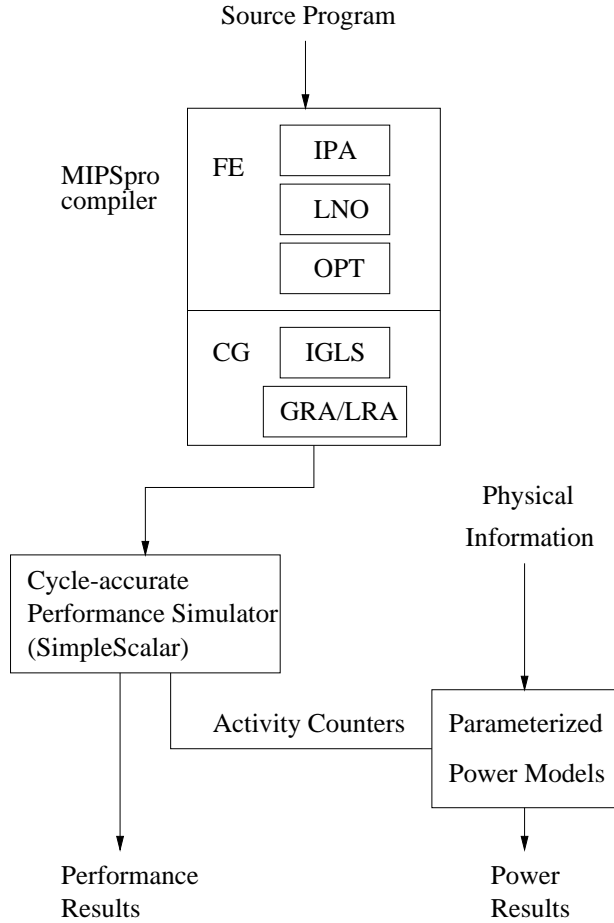 Source Program
MIPSpro
compiler
FE
IPA
LNO
OPT
CG
IGLS
GRA/LRA
Physical
Information
Cycle-accurate
Performance Simulator
(SimpleScalar)
Activity Counters
Parameterized
Power Models
Performance
Results
Power
Results